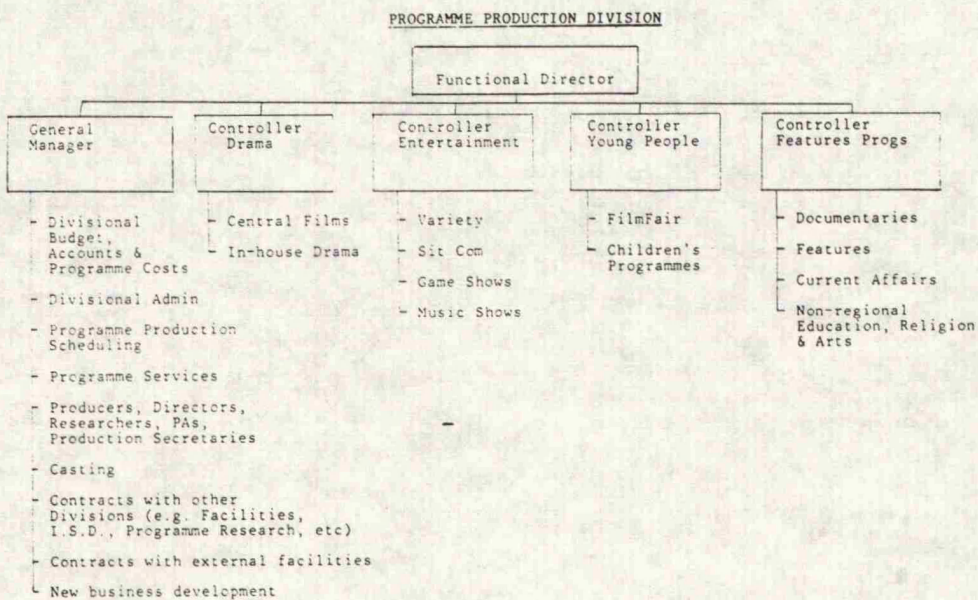 PROGRAMME PRODUCTION DIVISION
Functional Director
General
Manager
Controller
Drama
Controller
Entertainment
Controller
Young People
Controller
Features Progs
- Divisional
Budget,
Accounts &
Programme Costs
- Divisional Admin
- Programme Production
Scheduling
- Programme Services
- Producers, Directors,
Researchers, PAs,
Production Secretaries
- Casting
- Contracts with other
Divisions (e.g. Facilities,
I.S.D., Programme Research, etc)
- Contracts with external facilities
New business development
- Central Films
- In-house Drama
- Variety
- Sit Com
- Game Shows
- Music Shows
-
- FilmFair
- Children's
Programmes
- Documentaries
- Features
- Current Affairs
Non-regional
Education, Religion
& Arts